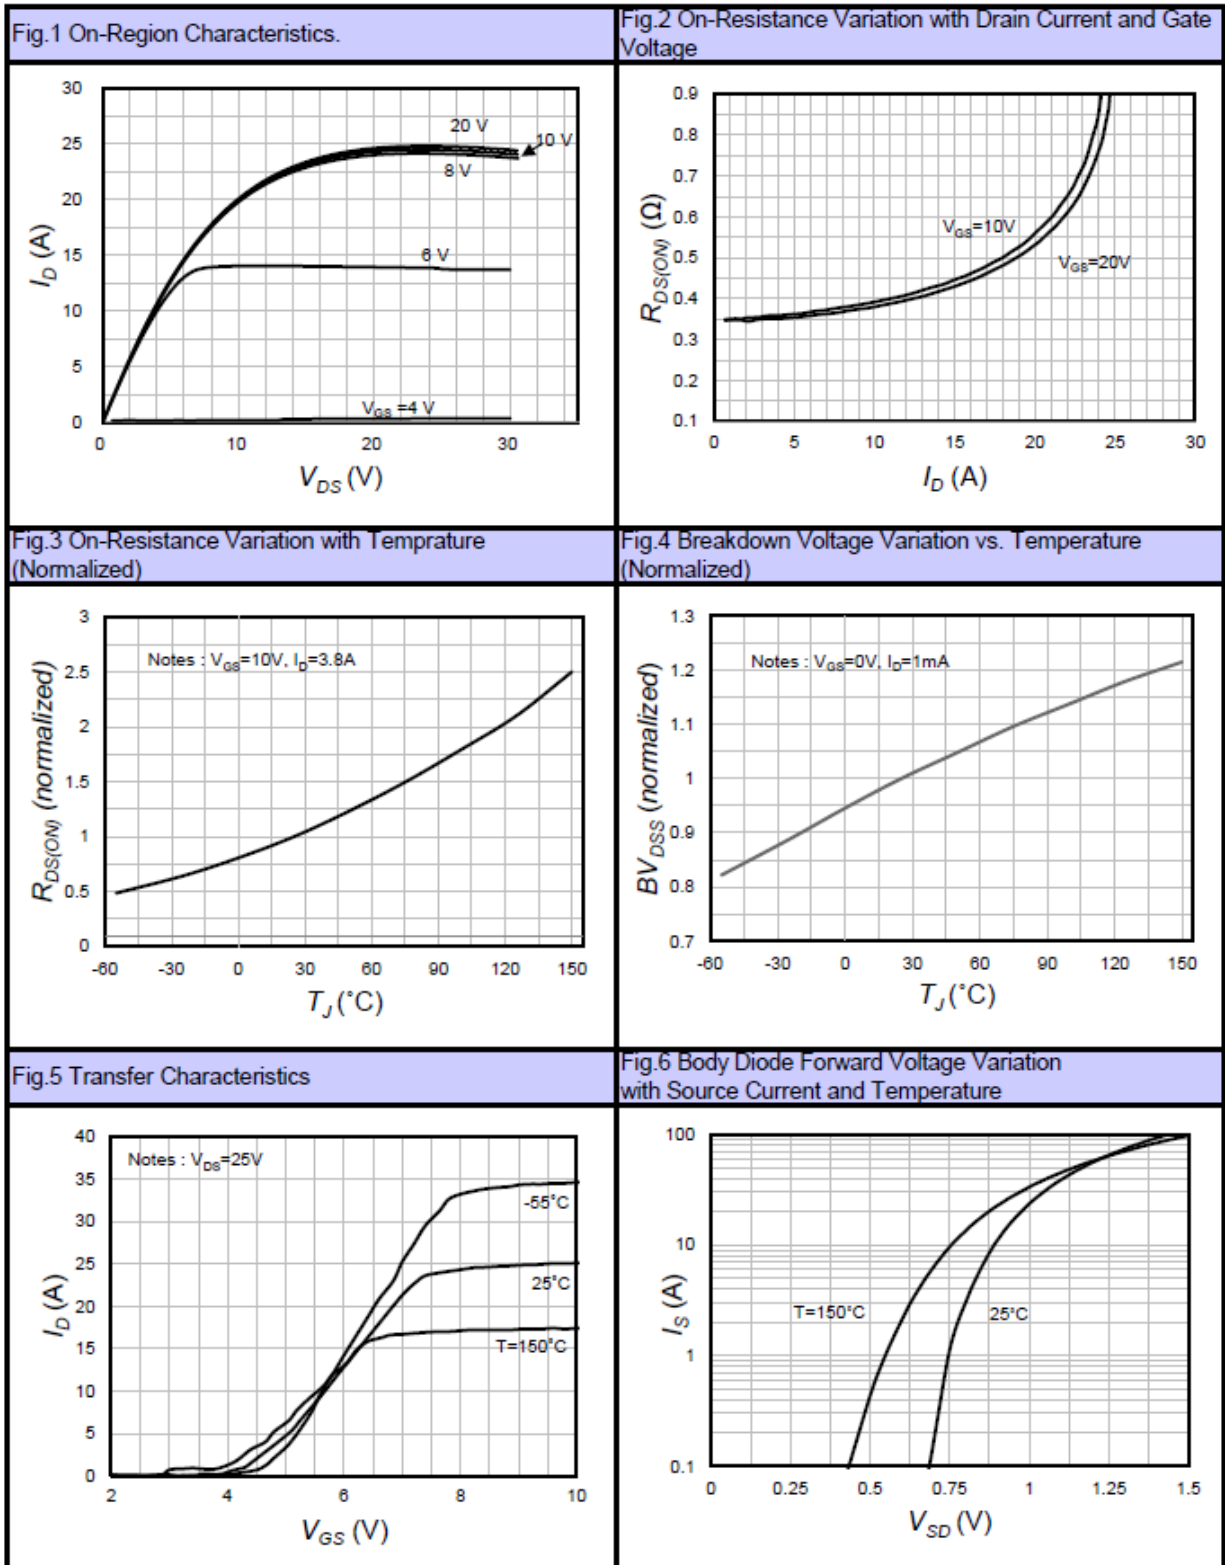 Fig.1 On-Region Characteristics.
Fig.2 On-Resistance Variation with Drain Current and Gate
Voltage
30
25
20
15
10
5
0
0 10 20 30
20 V
10 V
8 V
6 V
VGS =4 V
ID (A)
VDS (V)
0.9
0.8
0.7
0.6
0.5
0.4
0.3
0.2
0.1
0 5 10 15 20 25 30
VGS=10V
VGS=20V
RDS(ON) (Ω)
ID (A)
Fig.3 On-Resistance Variation with Temprature
(Normalized)
Fig.4 Breakdown Voltage Variation vs. Temperature
(Normalized)
3
2.5
2
1.5
1
0.5
0
-60 -30 0 30 60 90 120 150
Notes : VGS=10V, ID=3.8A
RDS(ON) (normalized)
TJ (°C)
1.3
1.2
1.1
1
0.9
0.8
0.7
-60 -30 0 30 60 90 120 150
Notes : VGS=0V, ID=1mA
BVDSS (normalized)
TJ (°C)
Fig.5 Transfer Characteristics
Fig.6 Body Diode Forward Voltage Variation
with Source Current and Temperature
40
35
30
25
20
15
10
5
0
2 4 6 8 10
Notes : VDS=25V
-55°C
25°C
T=150°C
ID (A)
VGS (V)
100
10
1
0.1
0 0.25 0.5 0.75 1 1.25 1.5
T=150°C
25°C
IS (A)
VSD (V)